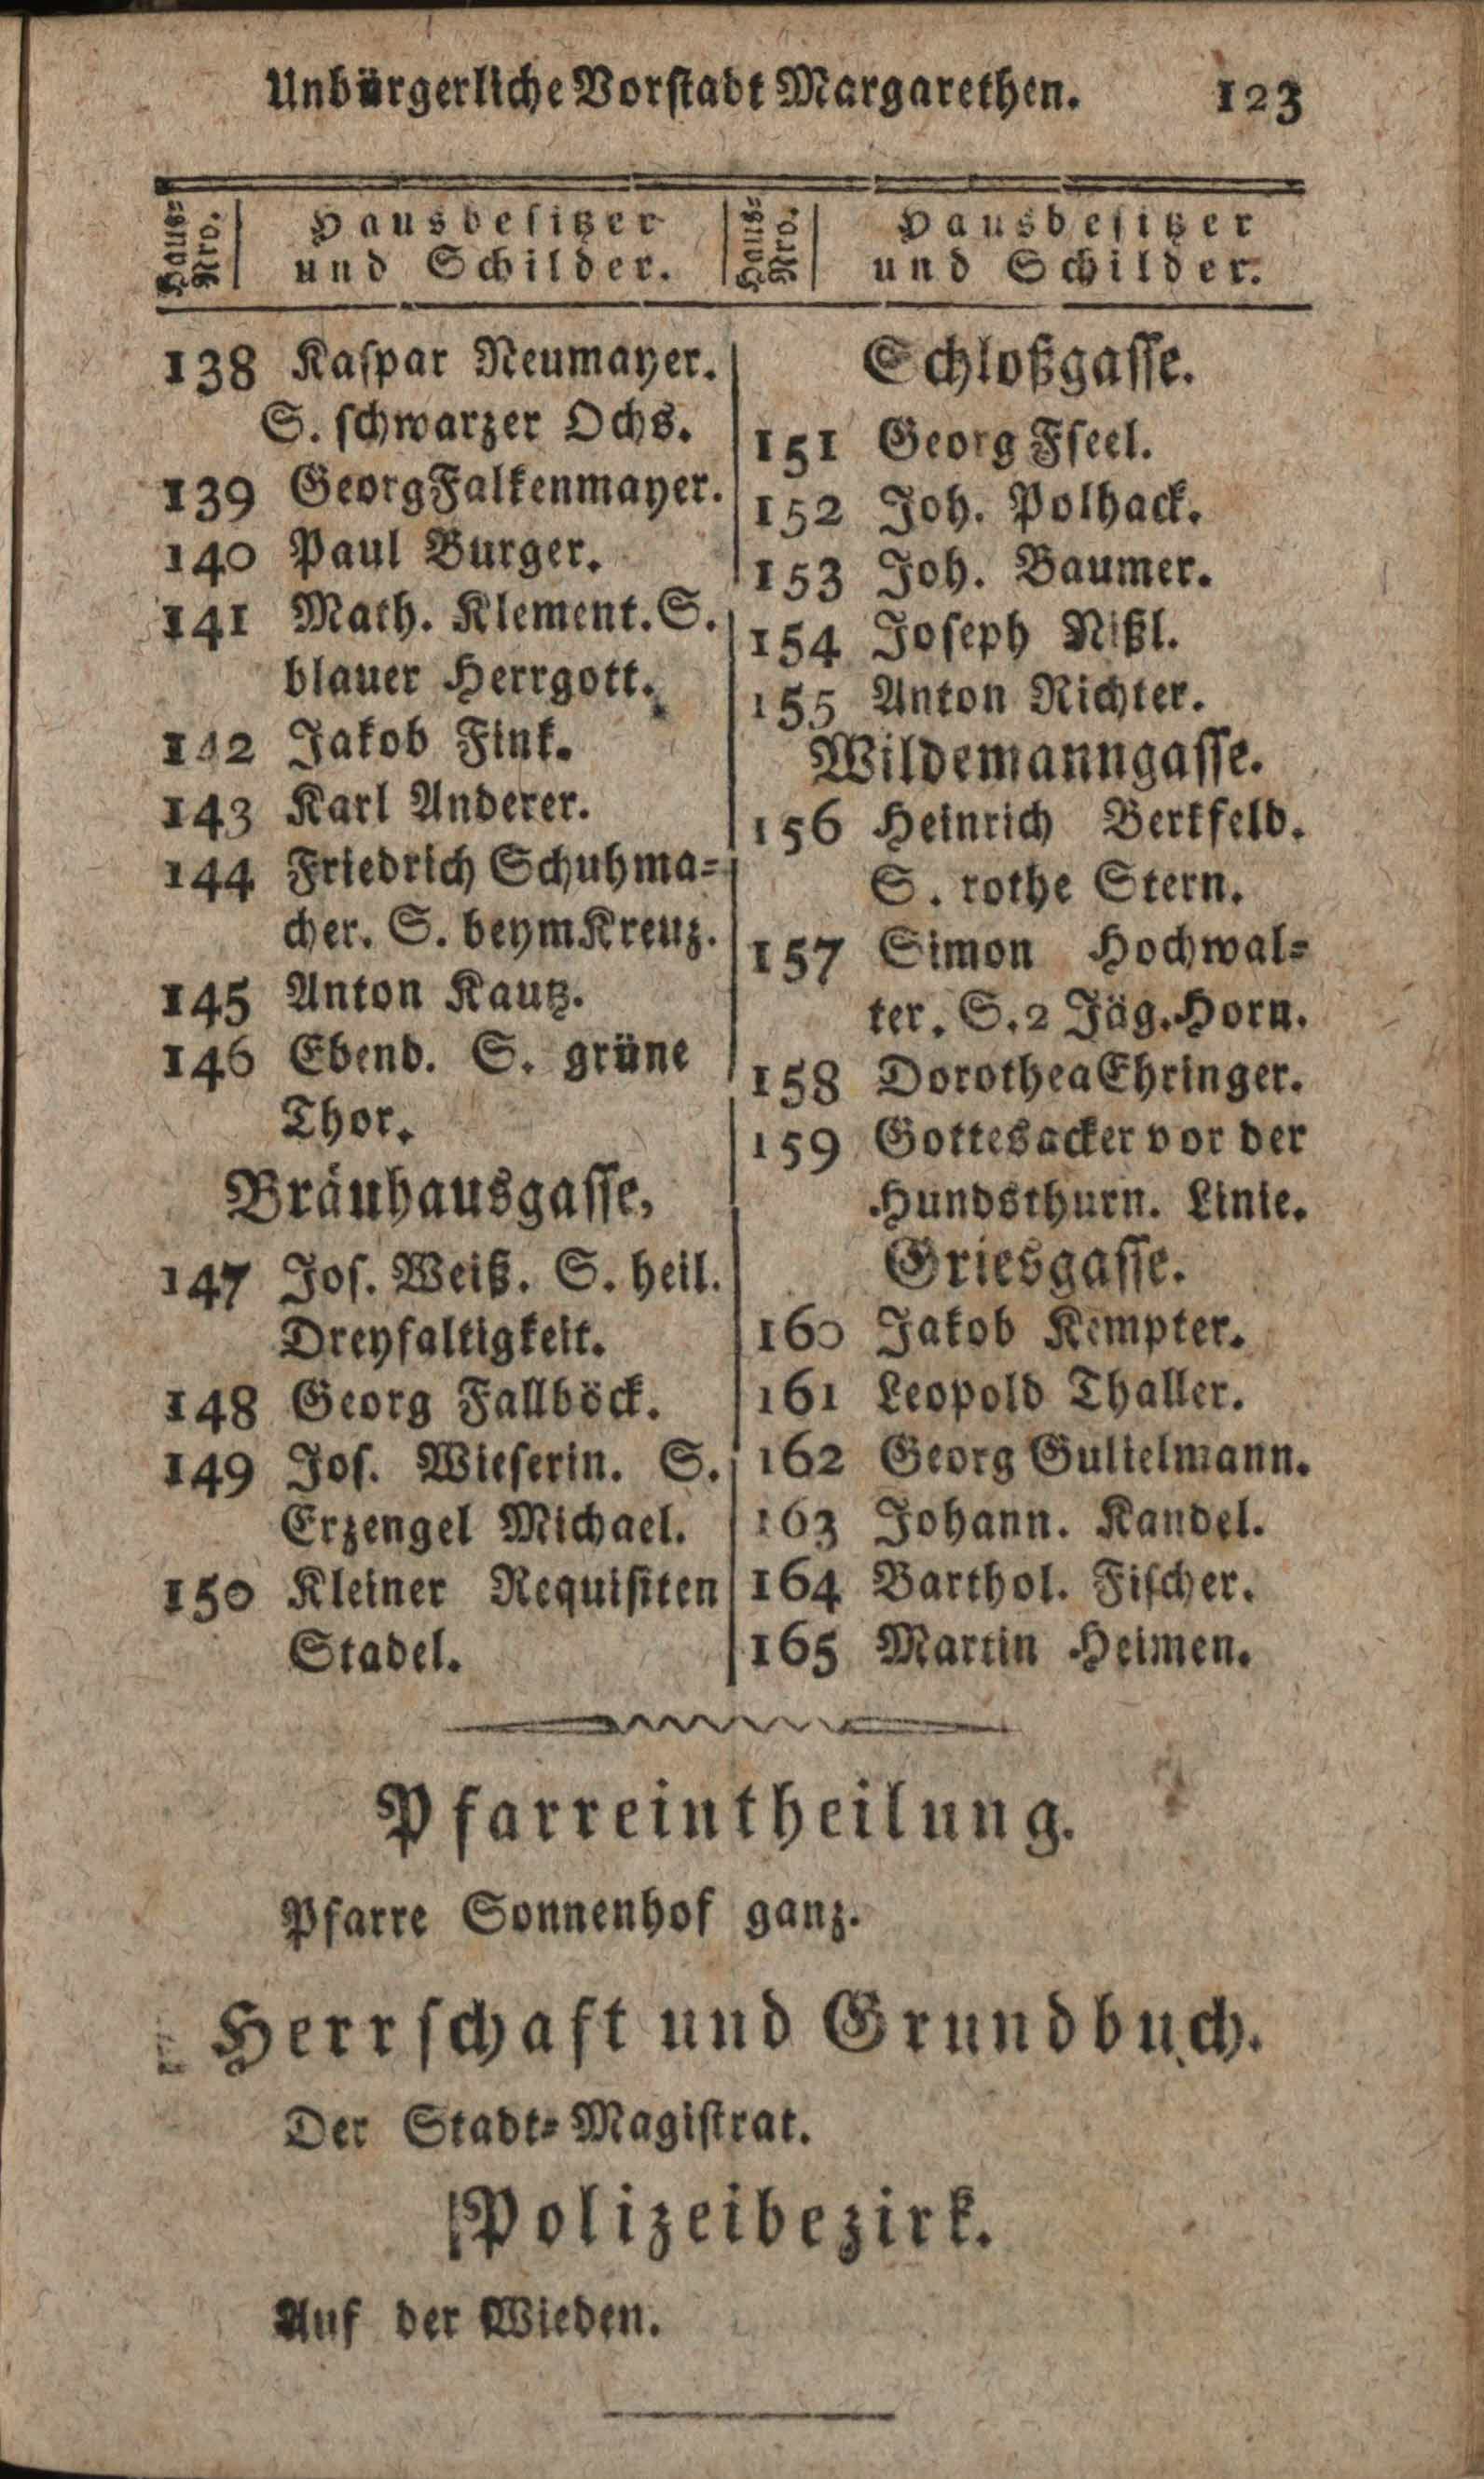 Unbürgerliche Vorstadt Margarethen. 123
Haus-Nro.
Hausbesitzer
und Schilder.
138 Kaspar Neumayer.
S. schwarzer Ochs.
139 Georg Falkenmayer.
140 Paul Burger.
141 Math. Klement. S.
blauer Herrgott.
142 Jakob Fink.
143 Karl Anderer.
144 Friedrich Schuhma-
cher. S. beym Kreuz.
145 Anton Kautz.
146 Ebend. S. grüne
Thor.
Bräuhausgasse,
147 Jos. Weiß. S. heil.
Dreyfaltigkeit.
148 Georg Fallböck.
149 Jos. Wieserin. S.
Erzengel Michael.
150 Kleiner Requisiten
Stadel.
Haus-Nro.
Hausbesitzer
und Schilder.
Schloßgasse.
151 Georg Fseel.
152 Joh. Polhack.
153 Joh. Baumer.
154 Joseph Nißl.
155 Anton Richter.
Wildemanngasse.
156 Heinrich Berkfeld.
S. rothe Stern.
157 Simon Hochwal-
ter. S. 2 Jäg. Horn.
158 Dorothea Ehringer.
159 Gottesacker vor der
Hundsthurn. Linie.
Griesgasse.
160 Jakob Kempter.
161 Leopold Thaller.
162 Georg Gulielmann.
163 Johann. Kandel.
164 Barthol. Fischer.
165 Martin Heimen.
Pfarreintheilung.
Pfarre Sonnenhof ganz.
Herrschaft und Grundbuch.
Der Stadt-Magistrat.
Polizeibezirk.
Auf der Wieden.